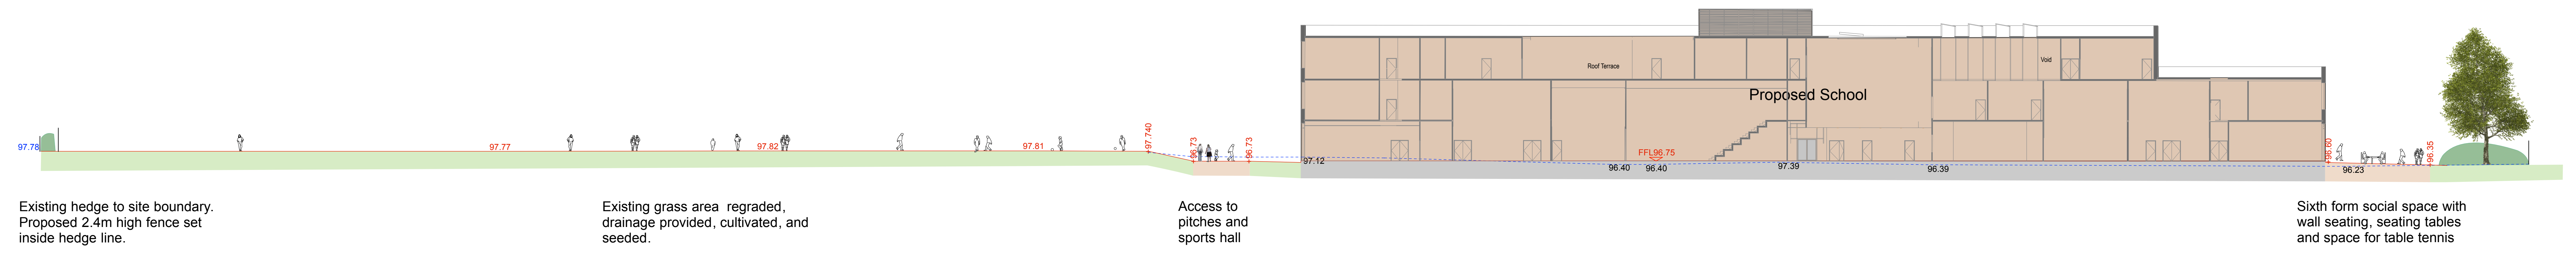 Roof Terrace
Void
Proposed School
97.78
97.77
97.82
97.81
+97.740
+96.73
+96.73
97.12
96.40
FFL96.75
96.40
97.39
96.39
+96.60
96.23
+96.35
Existing hedge to site boundary.
Proposed 2.4m high fence set
inside hedge line.
Existing grass area regraded,
drainage provided, cultivated, and
seeded.
Access to
pitches and
sports hall
Sixth form social space with
wall seating, seating tables
and space for table tennis